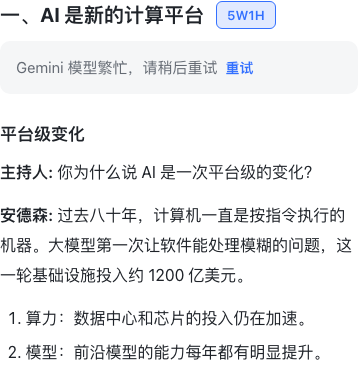 一、AI 是新的计算平台 5W1H
Gemini 模型繁忙，请稍后重试 重试
平台级变化
主持人: 你为什么说 AI 是一次平台级的变化?
安德森: 过去八十年，计算机一直是按指令执行的
机器。大模型第一次让软件能处理模糊的问题，这
一轮基础设施投入约 1200 亿美元。
1. 算力：数据中心和芯片的投入仍在加速。
2. 模型：前沿模型的能力每年都有明显提升。